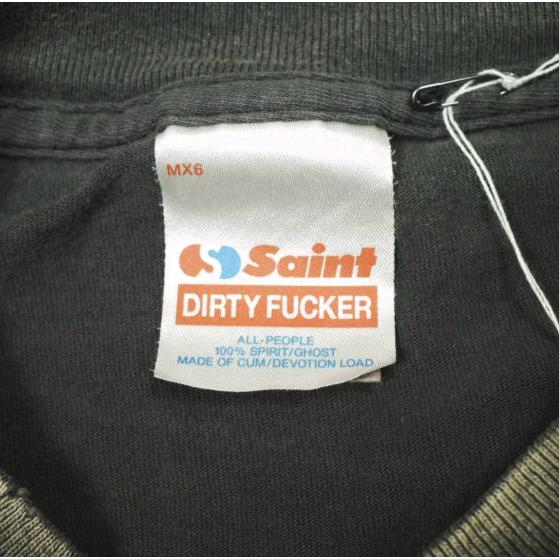 MX6
Saint
DIRTY FUCKER
ALL-PEOPLE
100% SPIRIT/GHOST
MADE OF CUM/DEVOTION LOAD